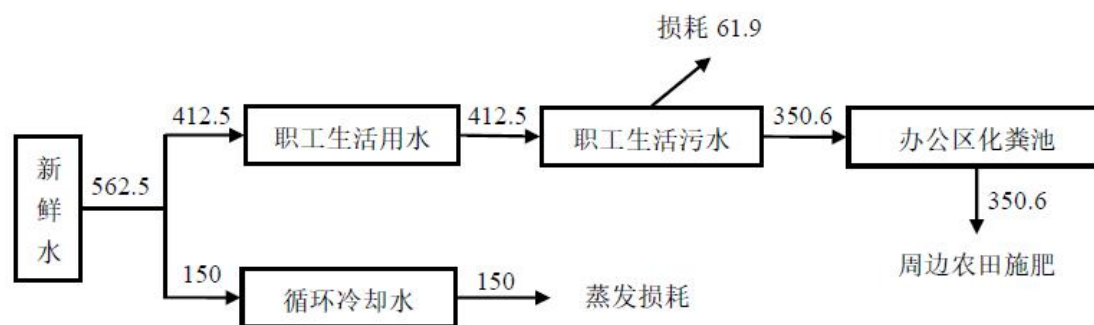 损耗 61.9
412.5
职工生活用水
412.5
职工生活污水
350.6
办公区化粪池
新鲜水
562.5
350.6
周边农田施肥
150
循环冷却水
150
蒸发损耗